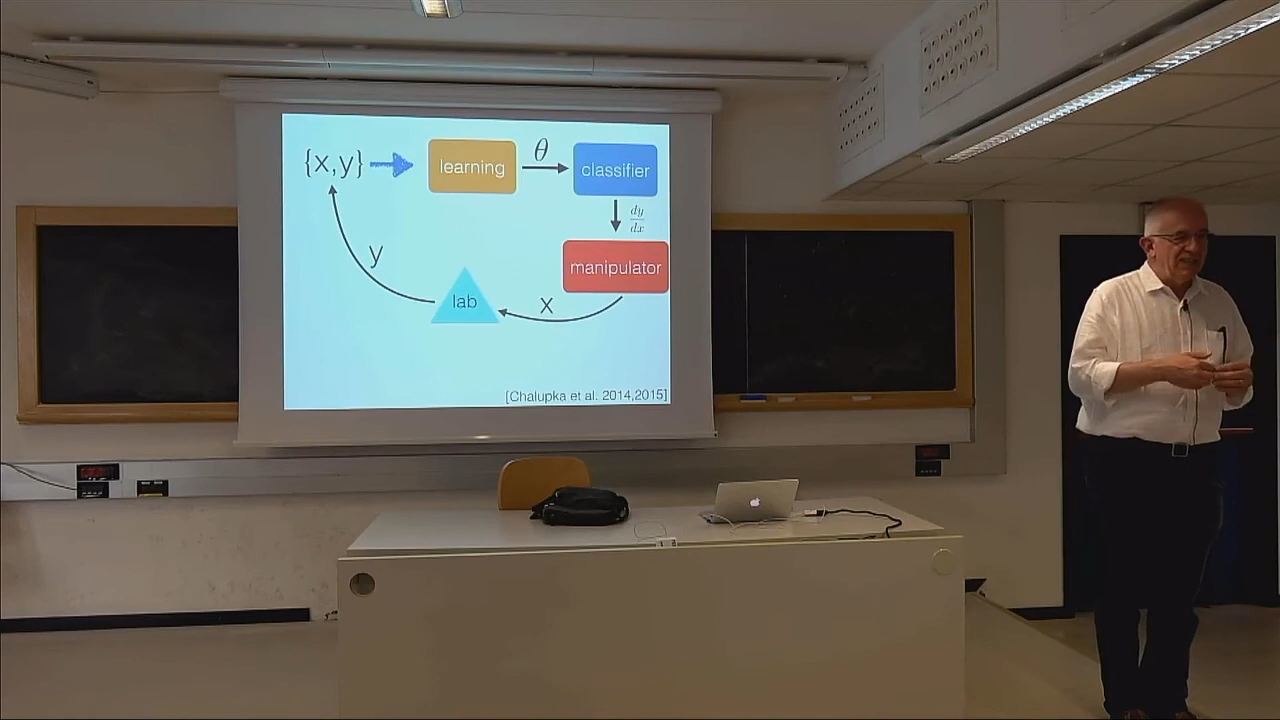 {x,y}
learning
θ
classifier
dy
dx
y
manipulator
lab
x
[Chalupka et al. 2014,2015]